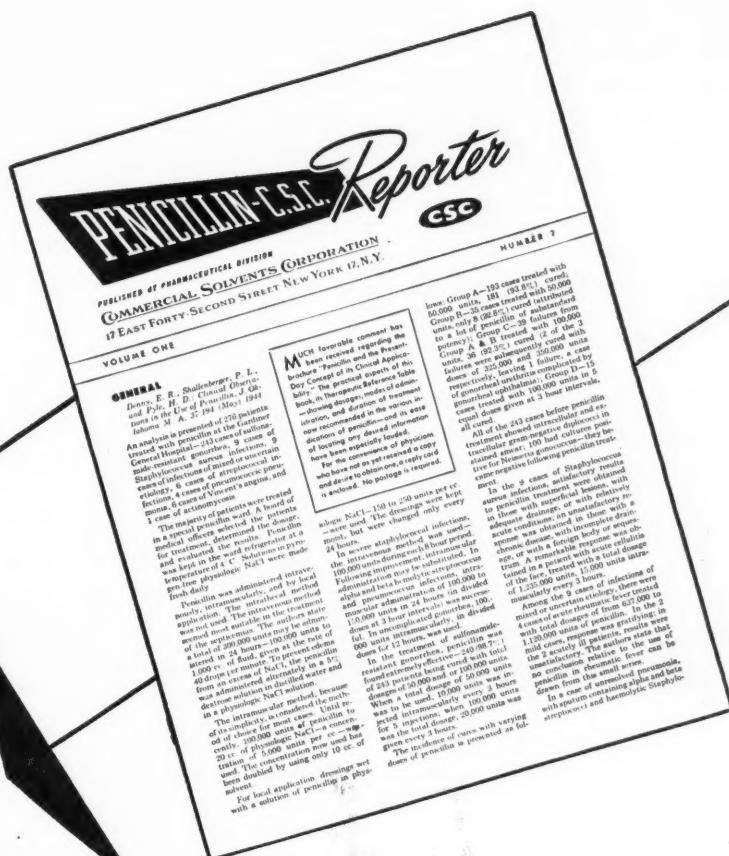 PENICILLIN-C.S.C. Reporter
CSC
PUBLISHED BY PHARMACEUTICAL DIVISION
COMMERCIAL SOLVENTS CORPORATION
17 EAST FORTY-SECOND STREET NEW YORK 17, N.Y.
VOLUME ONE
NUMBER 7
GENERAL
Denny, E. R., Shallenberger, P. L.,
and Pyle, H. D.: Clinical Observa-
tions in the Use of Penicillin, J. Ok-
lahoma M. A. 37:194 (May) 1944
An analysis is presented of 276 patients
treated with penicillin at the Gardiner
General Hospital—243 cases of sulfona-
mide-resistant gonorrhea, 9 cases of
Staphylococcus aureus infections, 9
cases of infections of mixed or uncertain
etiology, 6 cases of streptococcal in-
fections, 4 cases of pneumococcic pneu-
monia, 6 cases of Vincent's angina, and
1 case of actinomycosis
The majority of patients were treated
in a special penicillin ward. A board of
medical officers selected the patients
for treatment, determined the dosage,
and evaluated the results. Penicillin
was kept in the ward refrigerator at a
temperature of 4° C. Solutions in pyro-
gen-free physiologic NaCl were made
fresh daily
Penicillin was administered intrave-
nously, intramuscularly, and by local
application. The intrathecal method
was not used. The intravenous method
seemed most suitable in the treatment
of the septicemias. The authors state
a total of 300,000 units may be admin-
istered in 24 hours—100,000 units to
1,000 cc. of fluid, given at the rate of
40 drops per minute. To prevent edema
from an excess of NaCl, the penicillin
was administered alternately in a 5%
dextrose solution in distilled water and
in a physiologic NaCl solution.
The intramuscular method, because
of its simplicity, is considered the meth-
od of choice for most cases. Until re-
cently, 100,000 units of penicillin to
20 cc. of physiologic NaCl—a concen-
tration of 5,000 units per cc.—was
used. The concentration now used has
been doubled by using only 10 cc. of
solvent.
For local application dressings wet
with a solution of penicillin in phys-
MUCH favorable comment has
been received regarding the
brochure "Penicillin and the Present-
Day Concept of its Clinical Applica-
bility." The practical aspects of this
book, its Therapeutic Reference Table
—showing dosage, modes of admin-
istration, and duration of treatment
now recommended in the various in-
dications of penicillin—and its ease
of locating especially lauded.
For the convenience of physicians
who have not as yet received a copy
and desire to obtain one, a reply card
is enclosed. No postage is required.
iologic NaCl—150 to 250 units per cc.
—were used. The dressings were kept
moist, but were changed only every
24 hours.
In severe staphylococcal infections,
the intravenous method was used—
100,000 units during each 8 hour period.
Following improvement, intramuscular
administration may be substituted. In
alpha and beta hemolytic streptococcus
and pneumococcus infections, intra-
muscular administration of 100,000 to
150,000 units in 24 hours (in divided
doses at 3 hour intervals) was success-
ful. In uncomplicated gonorrhea, 100,-
000 units intramuscularly, in divided
doses for 12 hours, was used.
In the treatment of sulfonamide-
resistant gonorrhea, penicillin was
found extremely effective—240 (98.7%)
of 243 patients being cured with total
dosages of 50,000 and or 100,000 units
When a total dosage of 50,000 units
was to be used, 10,000 units was in-
jected intramuscularly every 3 hours
for 5 injections; when 100,000 units
was the total dosage, 20,000 units was
given every 3 hours.
The incidence of cures with varying
doses of penicillin is presented as fol-
lows: Group A—193 cases treated with
50,000 units, 181 (93.8%) cured;
Group B—35 cases treated with 50,000
units, only 8 (22.8%) cured (attributed
to a lot of penicillin of substandard
potency); Group C—39 failures from
Group A & B treated with 100,000
units, 36 (92.3%) cured (2 of the 3
failures were subsequently cured with
doses of 325,000 and 350,000 units
respectively, leaving 1 failure, a case
of gonorrheal urethritis complicated by
gonorrheal ophthalmia); Group D—15
cases treated with 100,000 units in 5
equal doses given at 3 hour intervals,
all cured.
All of the 243 cases before penicillin
treatment showed intracellular and ex-
tracellular gram-negative diplococci in
stained smear; 100 had cultures posi-
tive for Neisseria gonococcus—they be-
came negative following penicillin treat-
ment.
In the 9 cases of Staphylococcus
aureus infections, satisfactory results
to penicillin treatment were obtained
in those with superficial lesions, with
adequate drainage, or with relatively
acute conditions; an unsatisfactory re-
sponse was obtained in those with
chronic disease, with incomplete drain-
age, or with a foreign body or seques-
trum. A remarkable response was ob-
tained in a patient with acute cellulitis
of the face, treated with a total dosage
of 1,235,000 units, 15,000 units intra-
muscularly every 3 hours.
Among the 9 cases of infections of
mixed or uncertain etiology, there were
4 cases of acute rheumatic fever treated
with total dosages of from 637,000 to
1,120,000 units of penicillin. In the 2
mild cases, response was gratifying; in
the 2 acutely ill patients, results were
unsatisfactory. The authors state that
no conclusion relative to the use of
penicillin in rheumatic fever can be
drawn from this small series.
In a case of unresolved pneumonia,
with sputum containing alpha and beta
streptococci and haemolytic Staphylo-